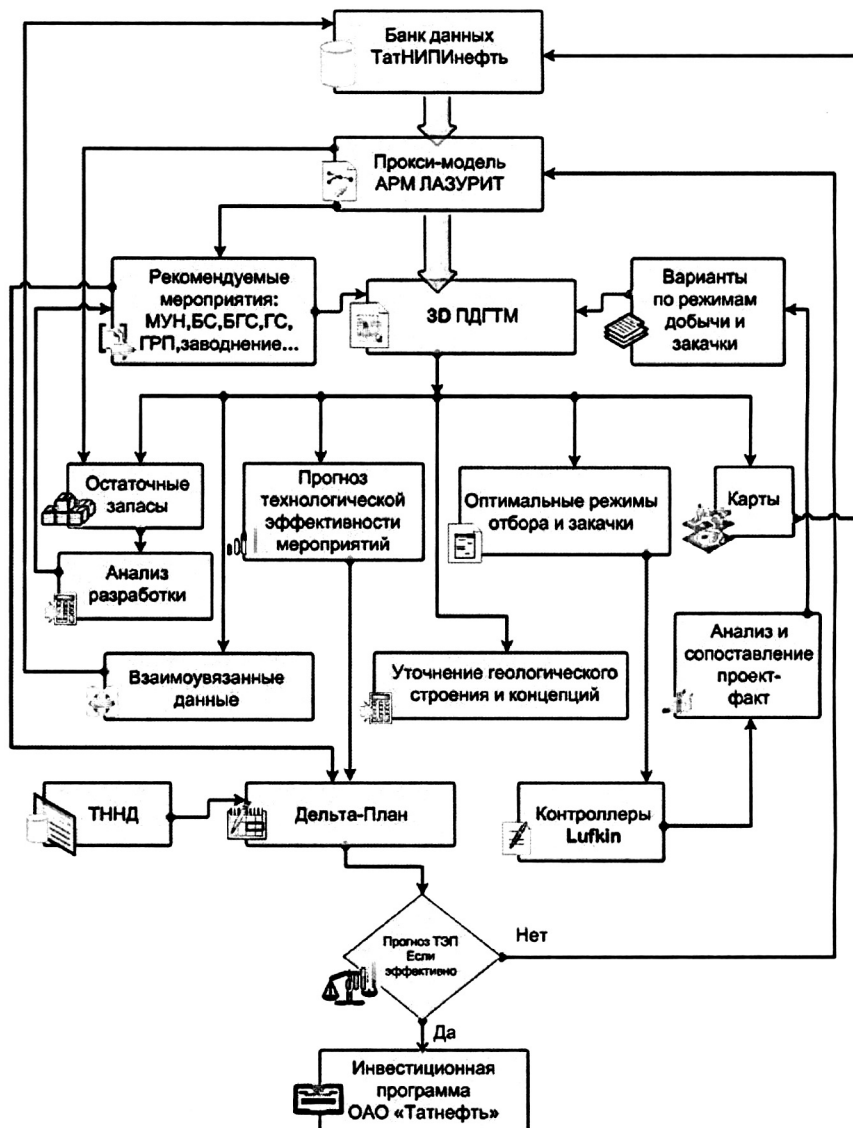 Банк данных
ТатНИПИнефть
Прокси-модель
АРМ ЛАЗУРИТ
Рекомендуемые
мероприятия:
МУН,БС,БГС,ГС,
ГРП,заводнение...
3D ПДГТМ
Варианты
по режимам
добычи и
закачки
Остаточные
запасы
Прогноз
технологической
эффективности
мероприятий
Оптимальные режимы
отбора и закачки
Карты
Анализ
разработки
Взаимоувязанные
данные
Уточнение геологического
строения и концепций
Анализ и
сопоставление
проект-
факт
ТННД
Дельта-План
Контроллеры
Lufkin
Прогноз ТЭП
Если
эффективно
Нет
Да
Инвестиционная
программа
ОАО «Татнефть»